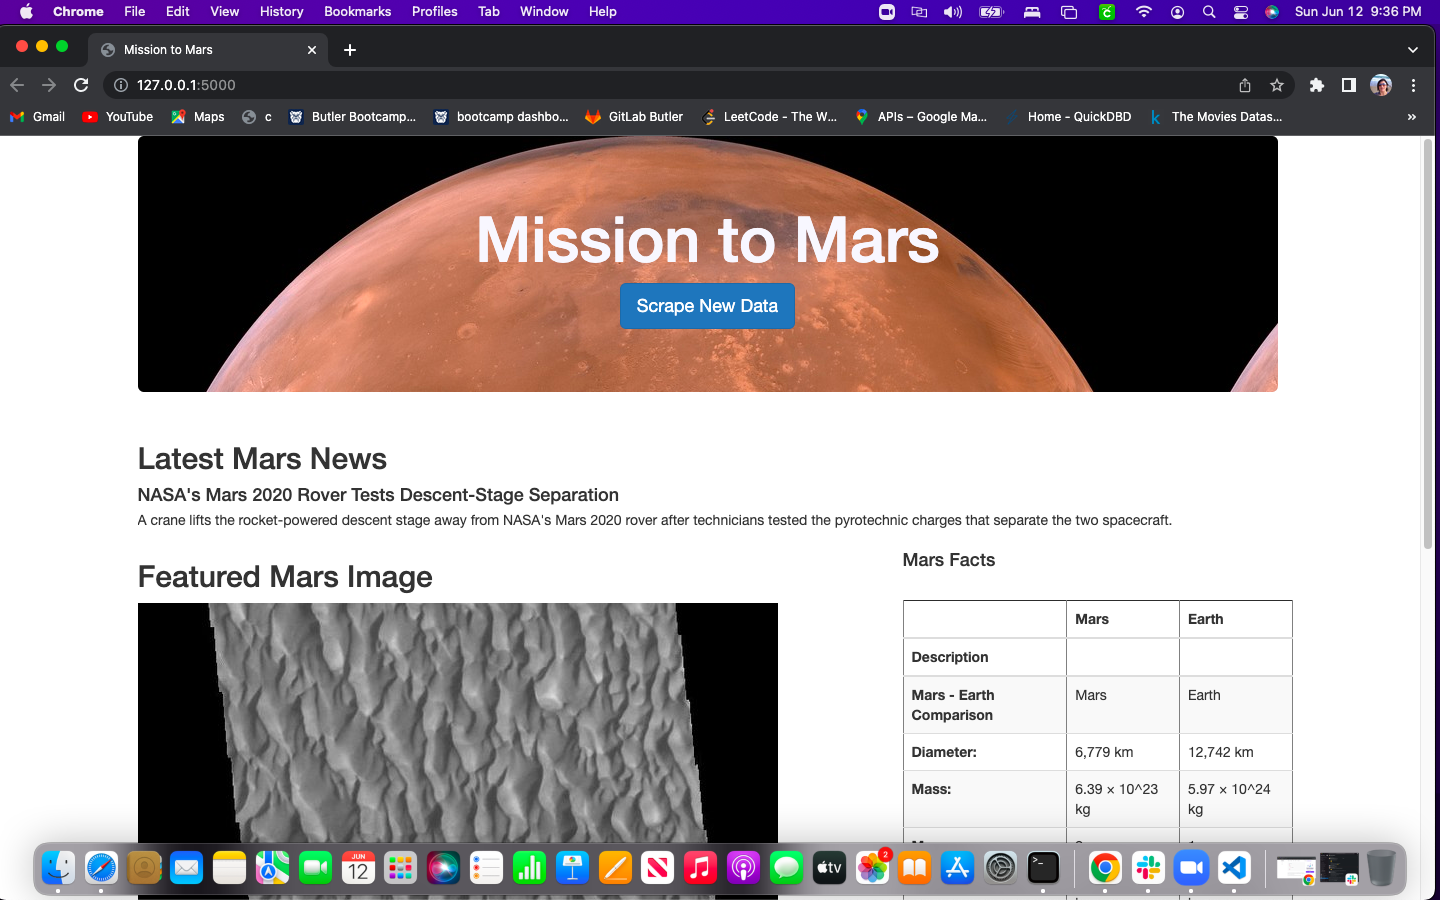 Chrome File Edit View History Bookmarks Profiles Tab Window Help Sun Jun 12 9:36 PM
Mission to Mars
127.0.0.1:5000
Gmail YouTube Maps c Butler Bootcamp... bootcamp dashbo... GitLab Butler LeetCode - The W... APIs – Google Ma... Home - QuickDBD The Movies Datas... »
Mission to Mars
Scrape New Data
Latest Mars News
NASA's Mars 2020 Rover Tests Descent-Stage Separation
A crane lifts the rocket-powered descent stage away from NASA's Mars 2020 rover after technicians tested the pyrotechnic charges that separate the two spacecraft.
Featured Mars Image
Mars Facts
Mars Earth
Description
Mars - Earth Comparison Mars Earth
Diameter: 6,779 km 12,742 km
Mass: 6.39 × 10^23 kg 5.97 × 10^24 kg
JUN
12
tv
2